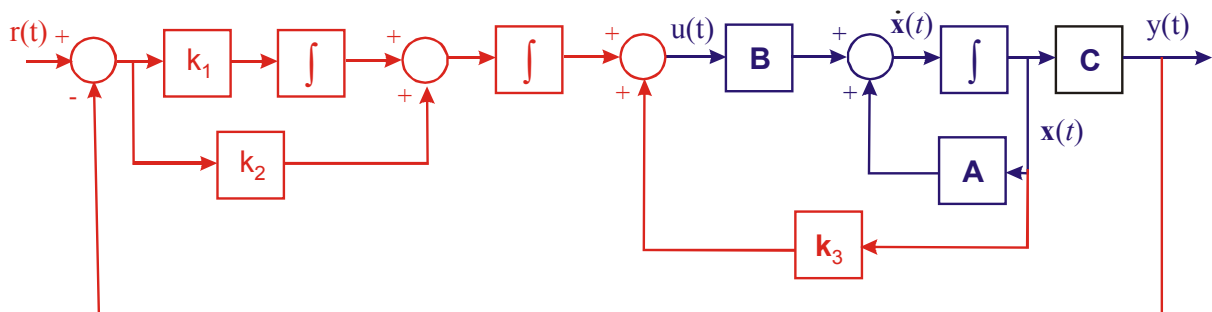 r(t) + k₁ ∫ + ∫ + u(t) B + ẋ(t) ∫ C y(t)
- + + +
x(t)
k₂ A
k₃